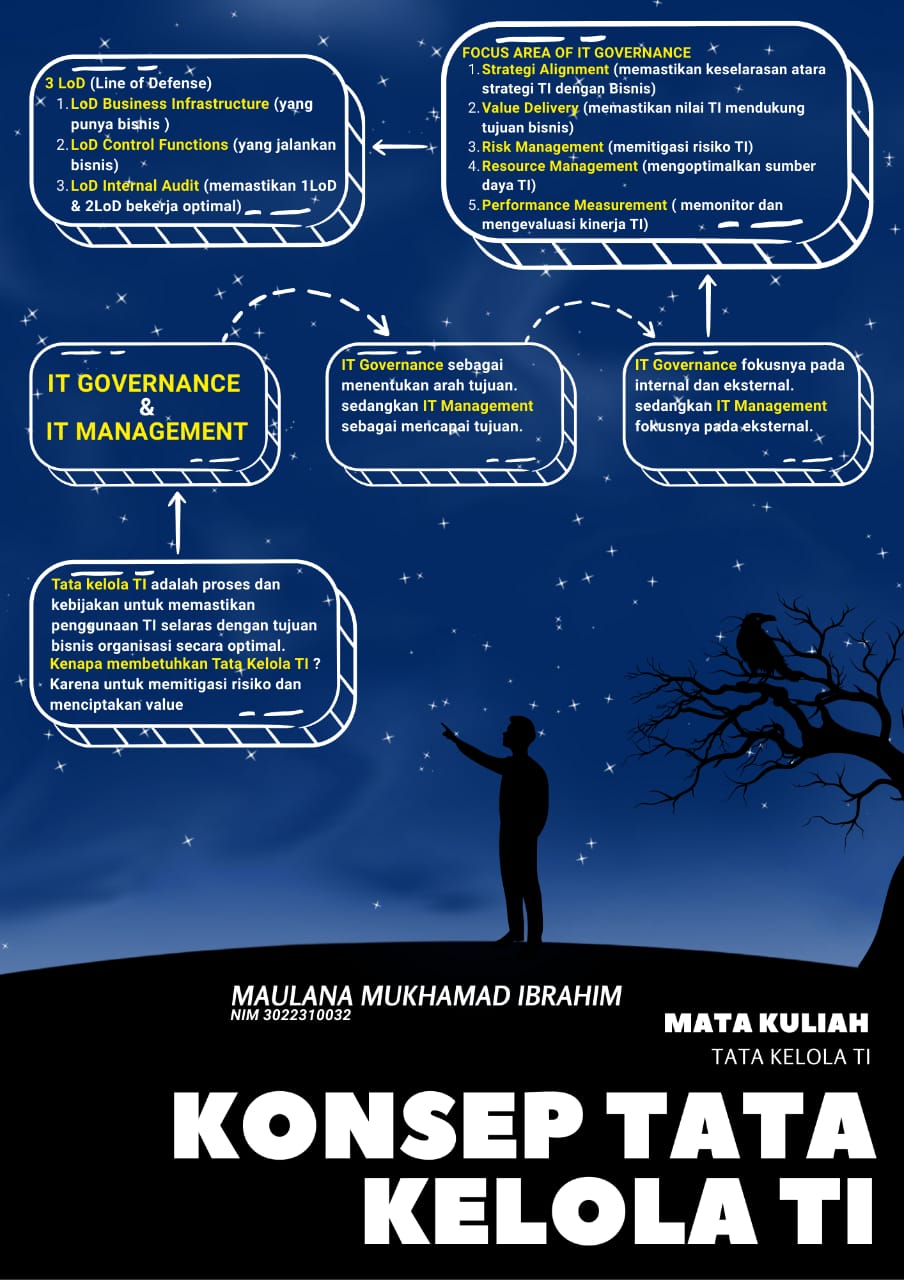 3 LoD (Line of Defense)
1. LoD Business Infrastructure (yang
punya bisnis )
2. LoD Control Functions (yang jalankan
bisnis)
3. LoD Internal Audit (memastikan 1LoD
& 2LoD bekerja optimal)
FOCUS AREA OF IT GOVERNANCE
1. Strategi Alignment (memastikan keselarasan atara
strategi TI dengan Bisnis)
2. Value Delivery (memastikan nilai TI mendukung
tujuan bisnis)
3. Risk Management (memitigasi risiko TI)
4. Resource Management (mengoptimalkan sumber
daya TI)
5. Performance Measurement ( memonitor dan
mengevaluasi kinerja TI)
IT GOVERNANCE
&
IT MANAGEMENT
IT Governance sebagai
menentukan arah tujuan.
sedangkan IT Management
sebagai mencapai tujuan.
IT Governance fokusnya pada
internal dan eksternal.
sedangkan IT Management
fokusnya pada eksternal.
Tata kelola TI adalah proses dan
kebijakan untuk memastikan
penggunaan TI selaras dengan tujuan
bisnis organisasi secara optimal.
Kenapa membetuhkan Tata Kelola TI ?
Karena untuk memitigasi risiko dan
menciptakan value
MAULANA MUKHAMAD IBRAHIM
NIM 3022310032
MATA KULIAH
TATA KELOLA TI
KONSEP TATA
KELOLA TI